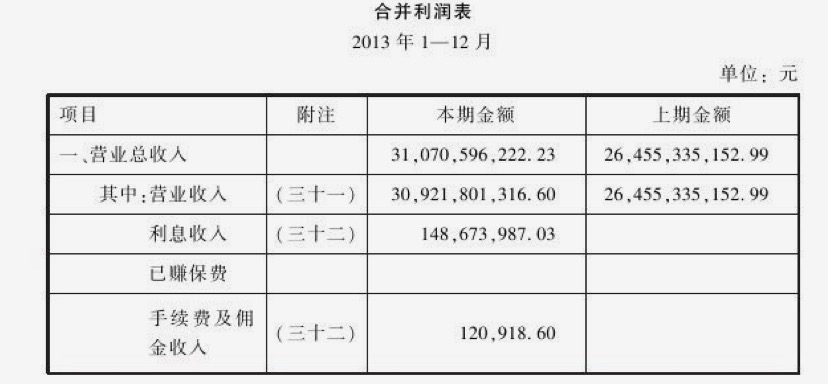 合并利润表
2013 年 1—12 月
单位：元
项目 附注 本期金额 上期金额
一、营业总收入 31,070,596,222.23 26,455,335,152.99
其中：营业收入 (三十一) 30,921,801,316.60 26,455,335,152.99
利息收入 (三十二) 148,673,987.03
已赚保费
手续费及佣
金收入 (三十二) 120,918.60